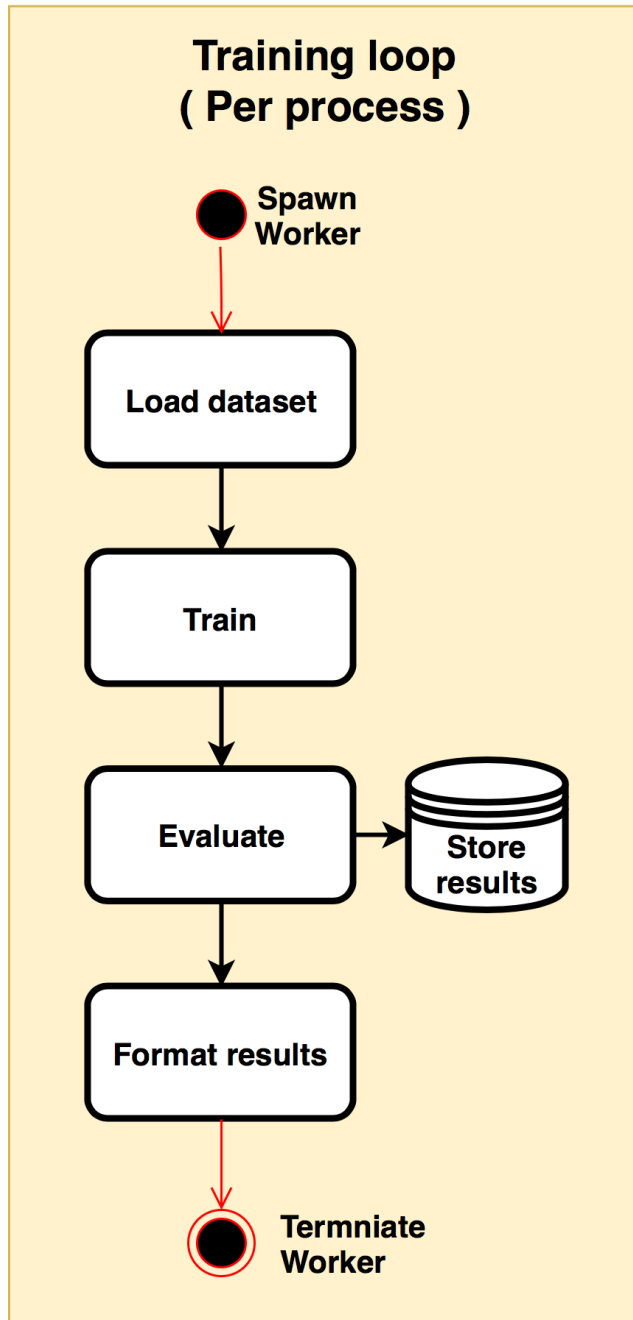 Training loop
( Per process )
Spawn
Worker
Load dataset
Train
Evaluate
Store
results
Format results
Termniate
Worker